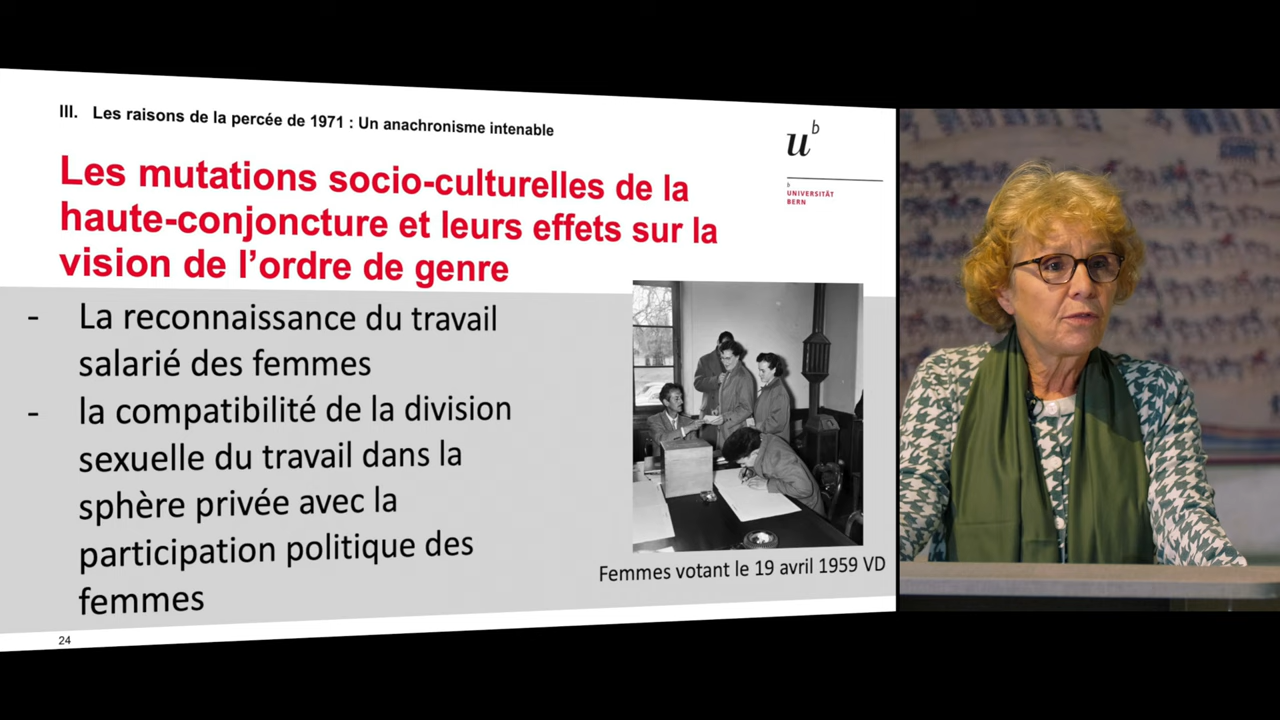 III. Les raisons de la percée de 1971 : Un anachronisme intenable
u
b
b
UNIVERSITÄT
BERN
Les mutations socio-culturelles de la
haute-conjoncture et leurs effets sur la
vision de l’ordre de genre
- La reconnaissance du travail
salarié des femmes
- la compatibilité de la division
sexuelle du travail dans la
sphère privée avec la
participation politique des
femmes
Femmes votant le 19 avril 1959 VD
24